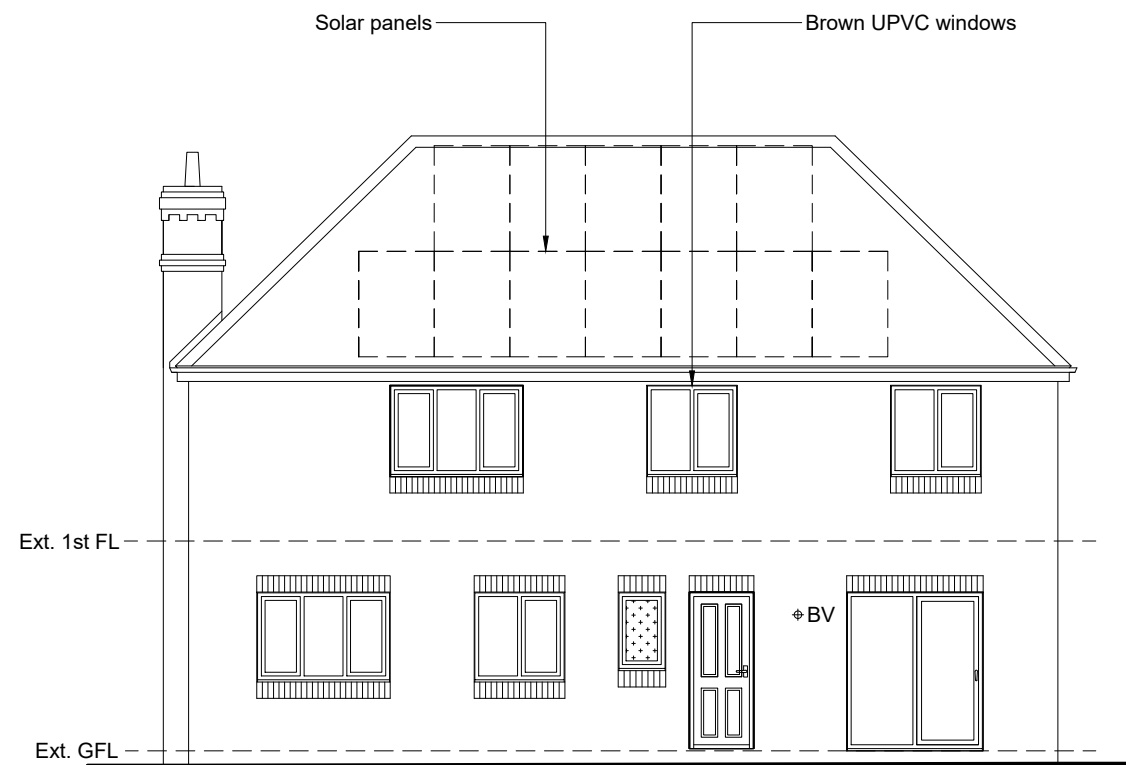 Solar panels
Brown UPVC windows
Ext. 1st FL
BV
Ext. GFL